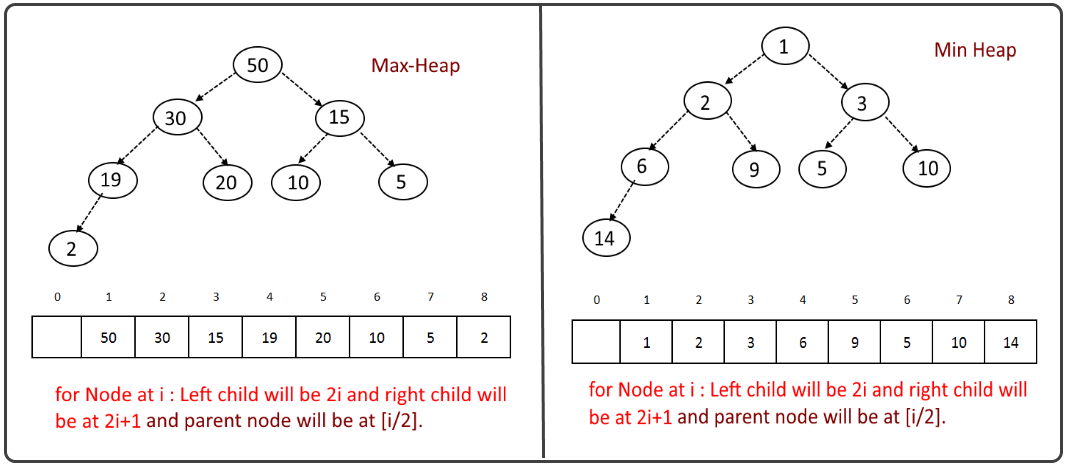 Max-Heap
50
30 15
19 20 10 5
2
0 1 2 3 4 5 6 7 8
50 30 15 19 20 10 5 2
for Node at i : Left child will be 2i and right child will
be at 2i+1 and parent node will be at [i/2].
Min Heap
1
2 3
6 9 5 10
14
0 1 2 3 4 5 6 7 8
1 2 3 6 9 5 10 14
for Node at i : Left child will be 2i and right child will
be at 2i+1 and parent node will be at [i/2].